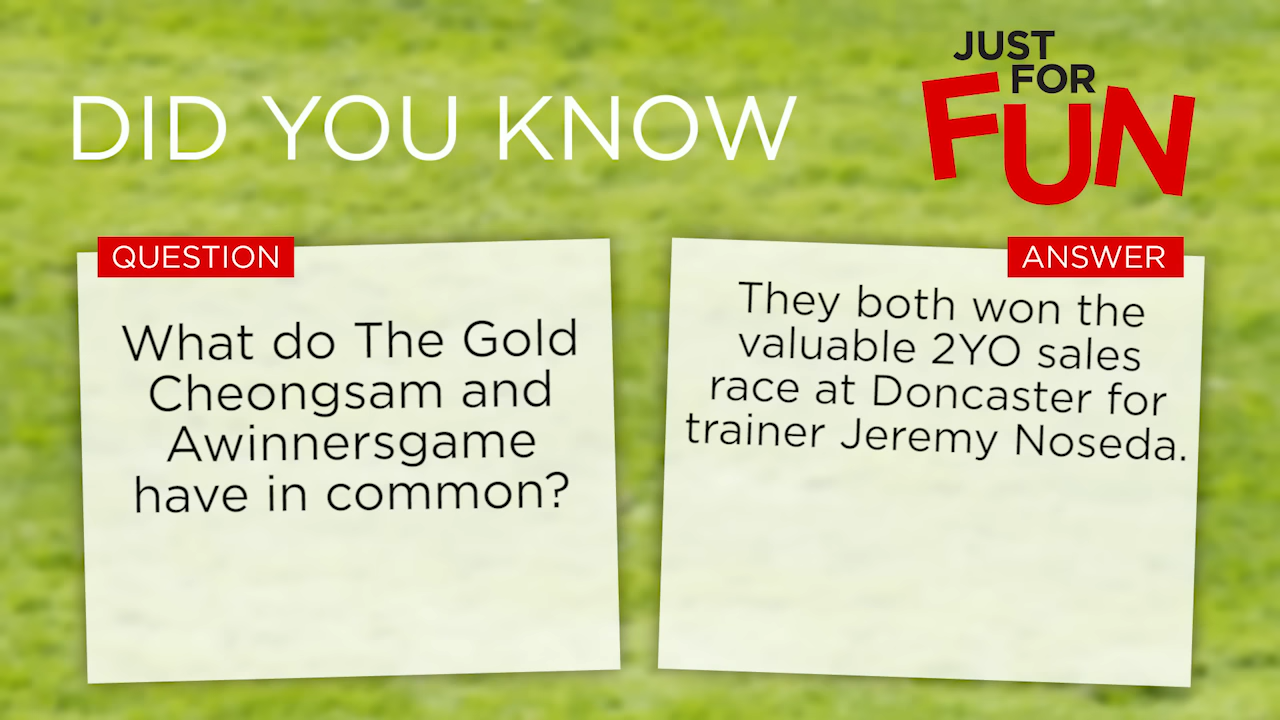 JUST
FOR
FUN
DID YOU KNOW
QUESTION
What do The Gold
Cheongsam and
Awinnersgame
have in common?
ANSWER
They both won the
valuable 2YO sales
race at Doncaster for
trainer Jeremy Noseda.